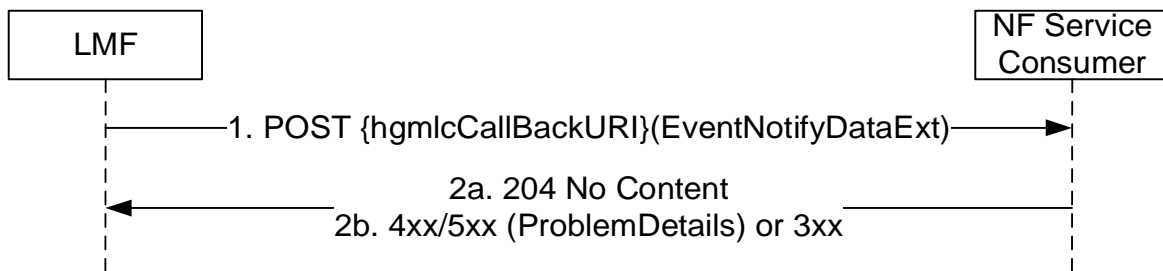 LMF
NF Service
Consumer
1. POST {hgmlcCallBackURI}(EventNotifyDataExt)
2a. 204 No Content
2b. 4xx/5xx (ProblemDetails) or 3xx